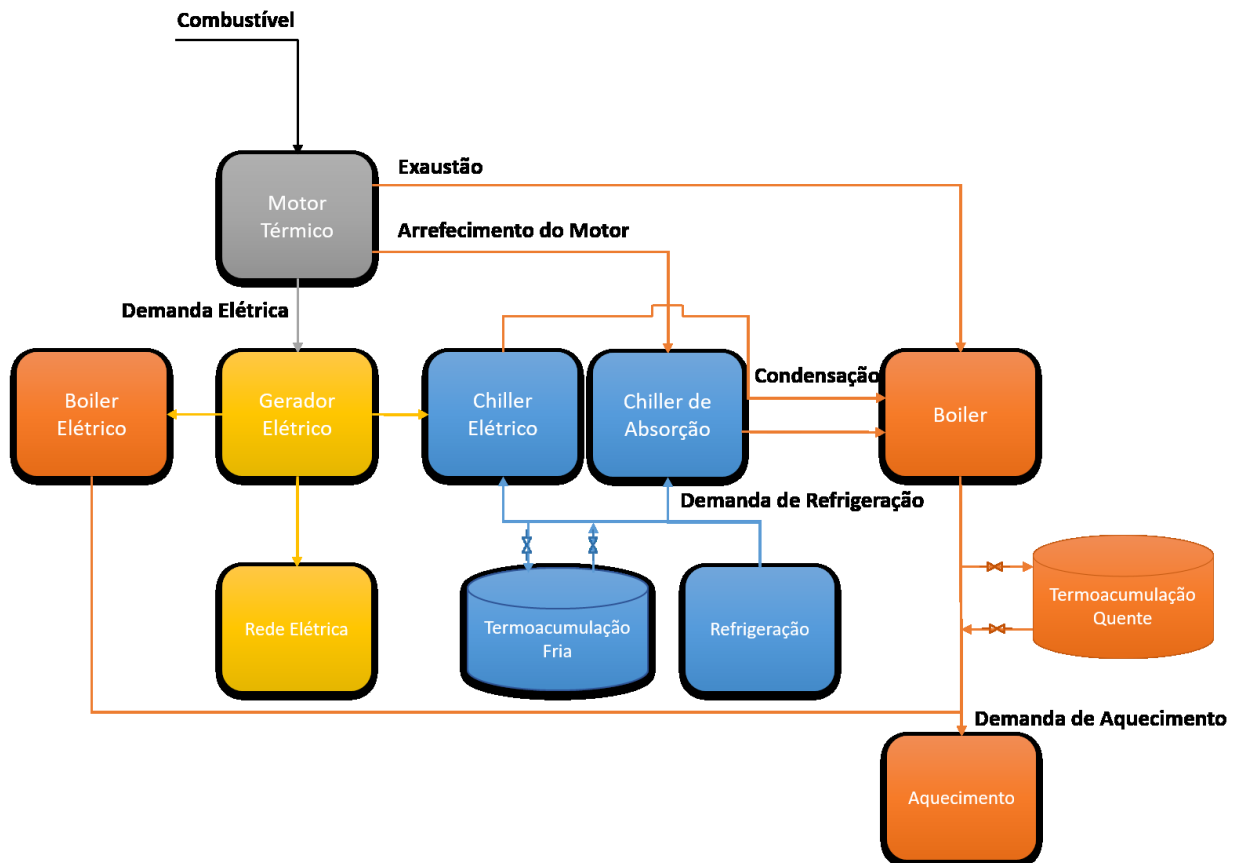 Combustível
Exaustão
Motor
Térmico
Arrefecimento do Motor
Demanda Elétrica
Boiler
Elétrico
Gerador
Elétrico
Chiller
Elétrico
Chiller de
Absorção
Condensação
Boiler
Demanda de Refrigeração
Rede Elétrica
Termoacumulação
Fria
Refrigeração
Termoacumulação
Quente
Demanda de Aquecimento
Aquecimento